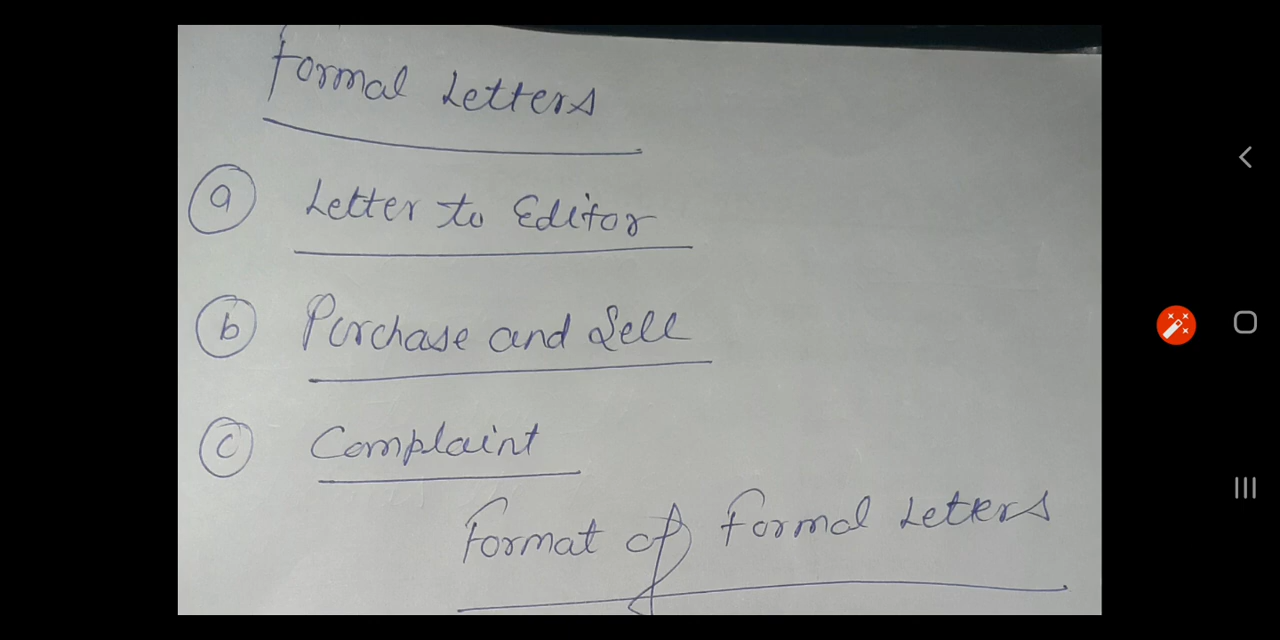 Formal Letters
a Letter to Editor
b Purchase and Sell
c Complaint
Format of Formal Letters